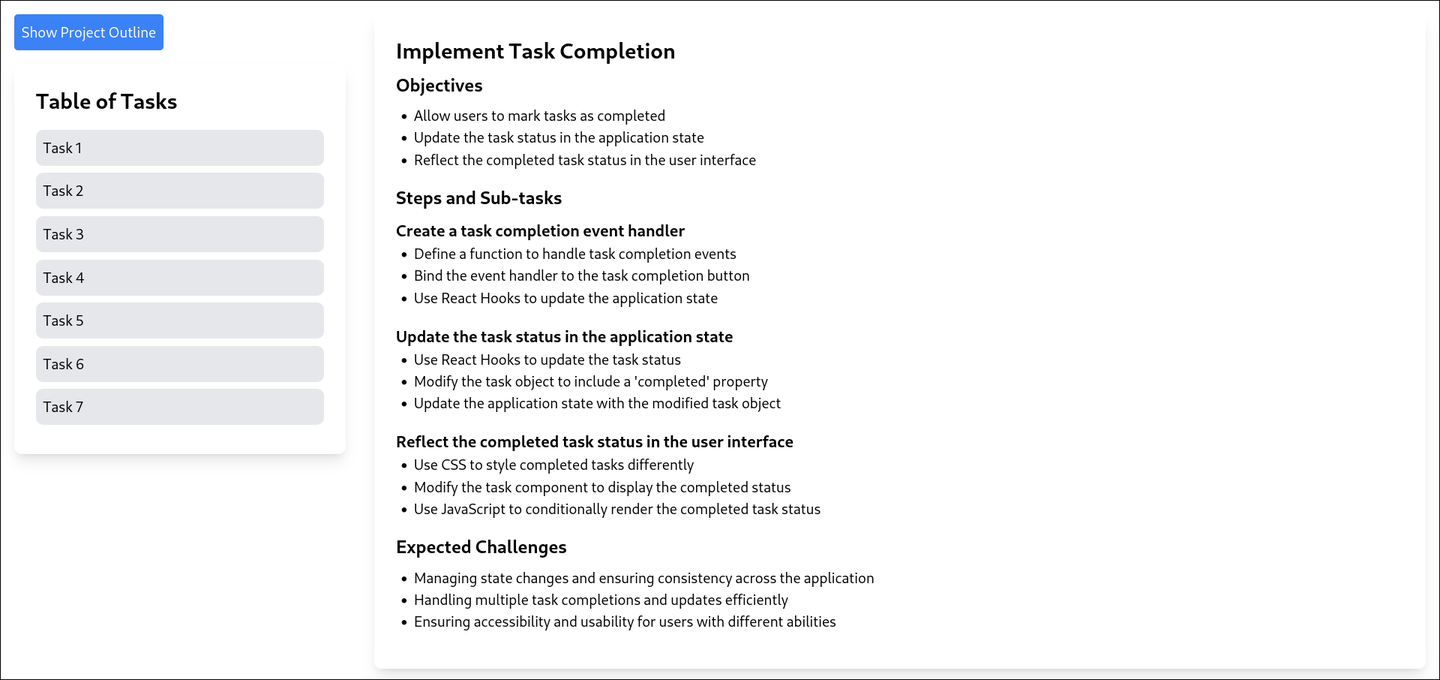 Show Project Outline
Table of Tasks
Task 1
Task 2
Task 3
Task 4
Task 5
Task 6
Task 7
Implement Task Completion
Objectives
• Allow users to mark tasks as completed
• Update the task status in the application state
• Reflect the completed task status in the user interface
Steps and Sub-tasks
Create a task completion event handler
• Define a function to handle task completion events
• Bind the event handler to the task completion button
• Use React Hooks to update the application state
Update the task status in the application state
• Use React Hooks to update the task status
• Modify the task object to include a 'completed' property
• Update the application state with the modified task object
Reflect the completed task status in the user interface
• Use CSS to style completed tasks differently
• Modify the task component to display the completed status
• Use JavaScript to conditionally render the completed task status
Expected Challenges
• Managing state changes and ensuring consistency across the application
• Handling multiple task completions and updates efficiently
• Ensuring accessibility and usability for users with different abilities